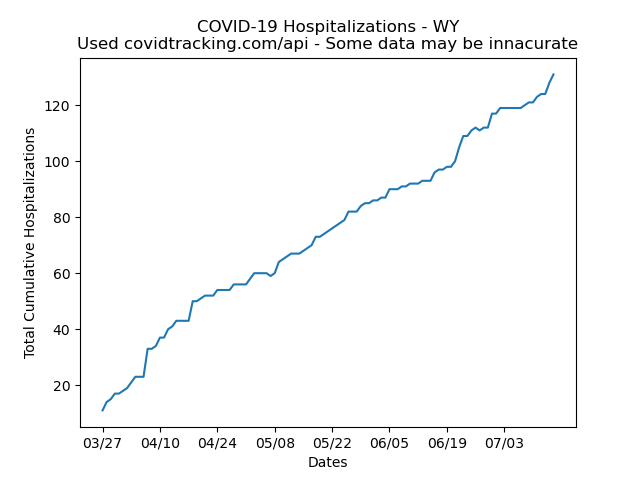 COVID-19 Hospitalizations - WY
Used covidtracking.com/api - Some data may be innacurate
Total Cumulative Hospitalizations
120
100
80
60
40
20
03/27 04/10 04/24 05/08 05/22 06/05 06/19 07/03
Dates